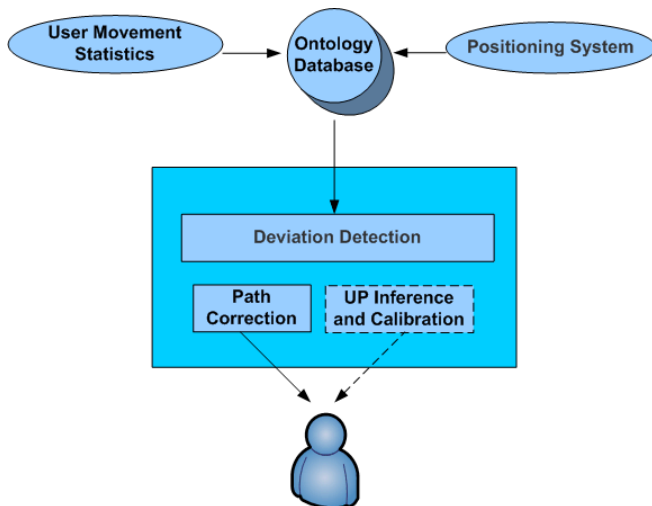 User Movement
Statistics
Ontology
Database
Positioning System
Deviation Detection
Path
Correction
UP Inference
and Calibration